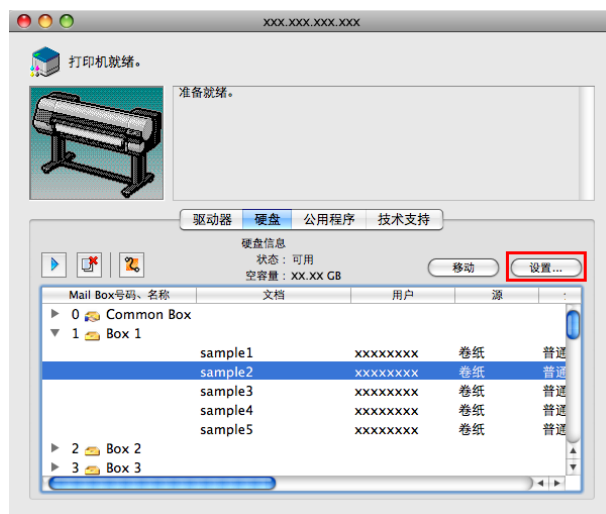 xxx.xxx.xxx.xxx
打印机就绪。
准备就绪。
驱动器 硬盘 公用程序 技术支持
硬盘信息
状态： 可用
空容量： XX.XX GB
移动 设置...
Mail Box号码、名称 文档 用户 源
0 Common Box
1 Box 1
sample1 xxxxxxxx 卷纸 普通
sample2 xxxxxxxx 卷纸 普通
sample3 xxxxxxxx 卷纸 普通
sample4 xxxxxxxx 卷纸 普通
sample5 xxxxxxxx 卷纸 普通
2 Box 2
3 Box 3